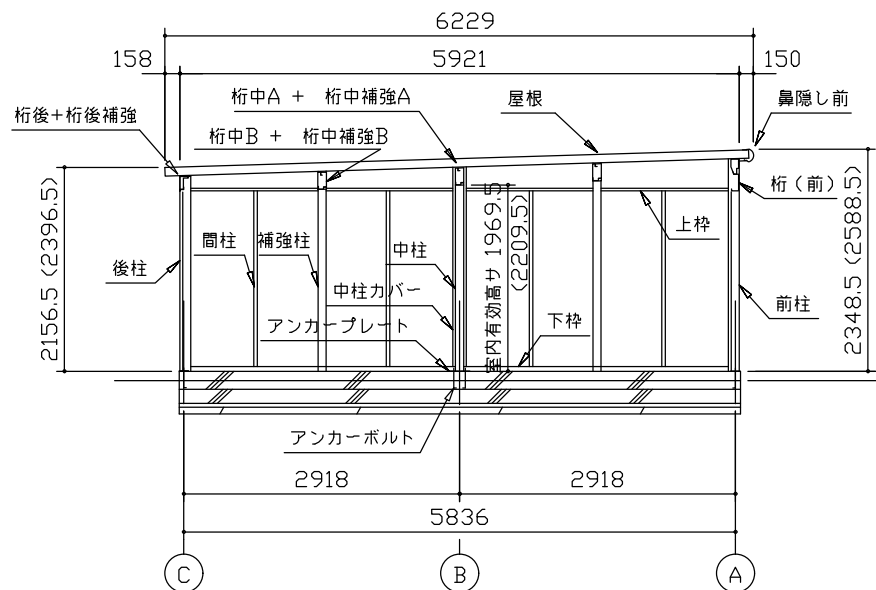 6229
158
5921
150
桁中A + 桁中補強A
屋根
鼻隠し前
桁後+桁後補強
桁中B + 桁中補強B
桁(前)
上枠
間柱
補強柱
中柱
後柱
中柱カバー
前柱
アンカープレート
下枠
2156.5 (2396.5)
室内有効高サ 1969.5
(2209.5)
2348.5 (2588.5)
アンカーボルト
2918
2918
5836
C
B
A